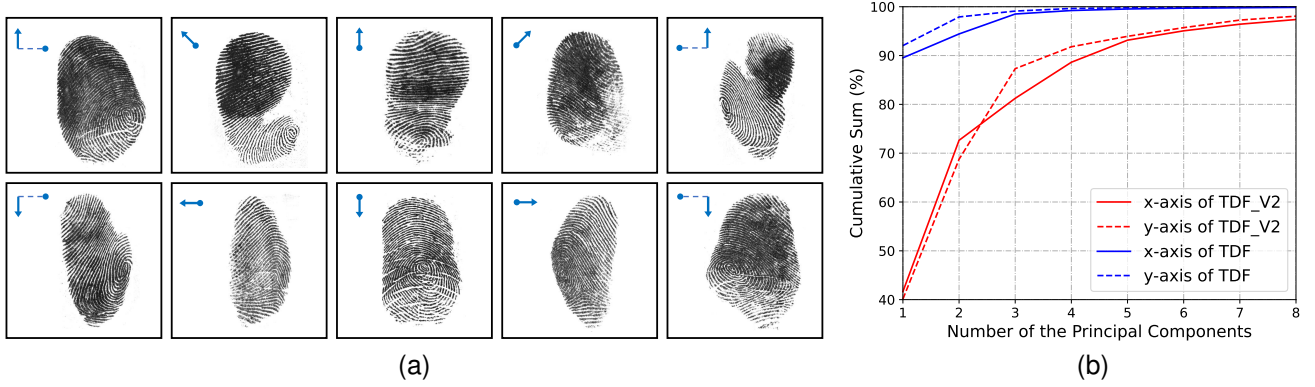 100
90
80
70
60
50
40
Cumulative Sum (%)
x-axis of TDF_V2
y-axis of TDF_V2
x-axis of TDF
y-axis of TDF
1 2 3 4 5 6 7 8
Number of the Principal Components
(a)
(b)